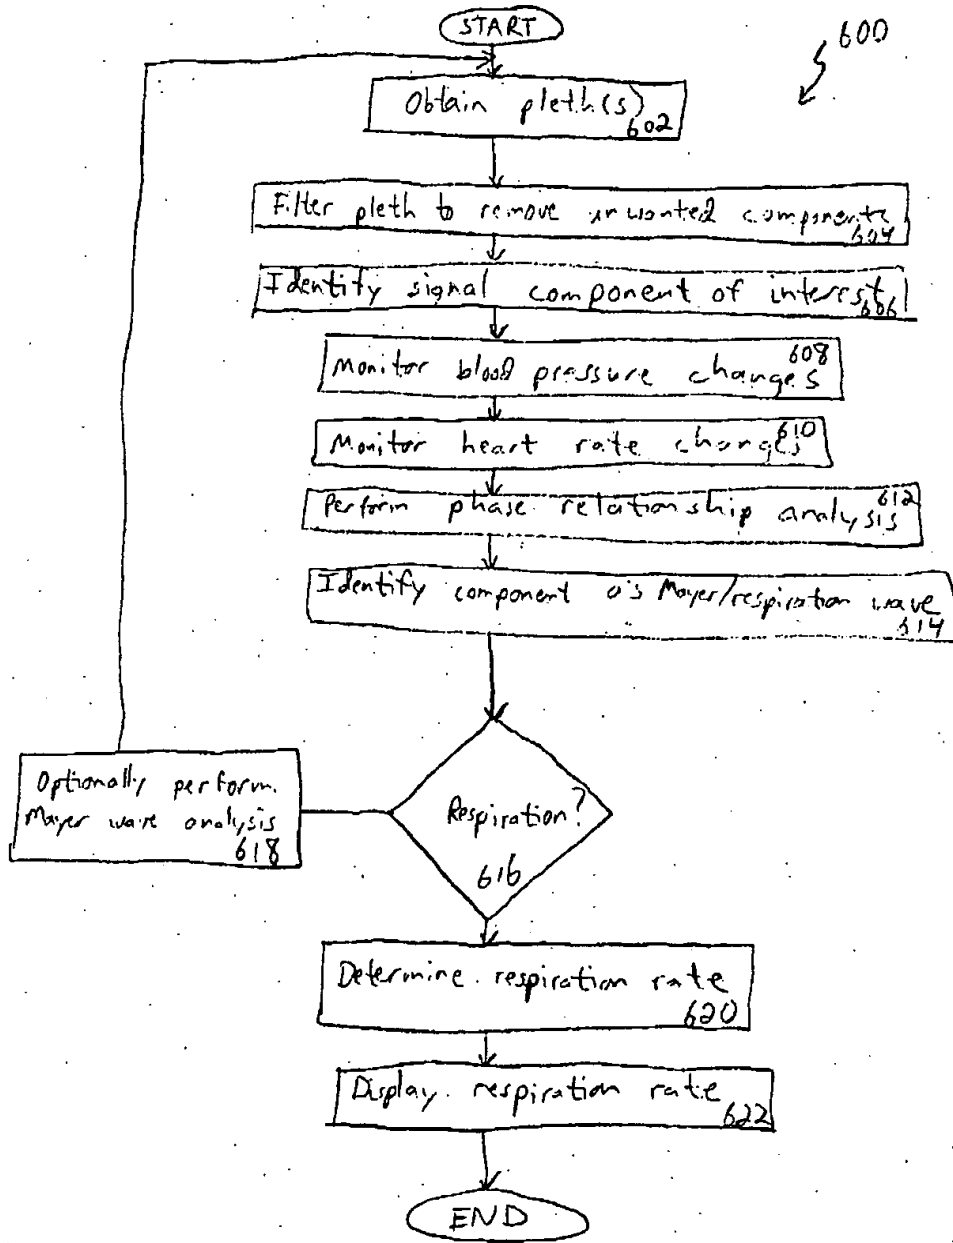 START
600
Obtain pleth(s)
602
Filter pleth to remove unwanted components
604
Identify signal component of interest
606
Monitor blood pressure changes
608
Monitor heart rate changes
610
Perform phase relationship analysis
612
Identify component as Mayer/respiration wave
614
Respiration?
616
Optionally perform
Mayer wave analysis
618
Determine respiration rate
620
Display respiration rate
622
END